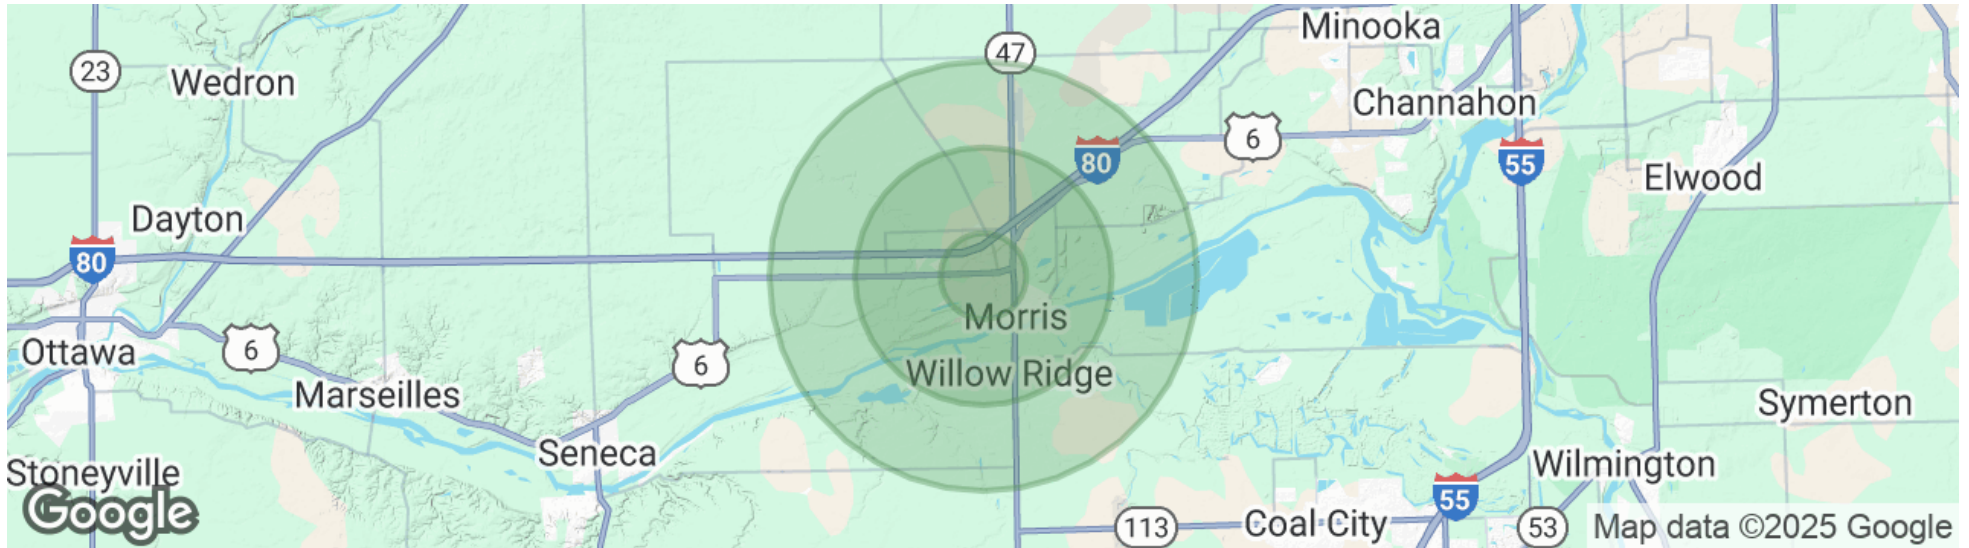 47
Minooka
23
Wedron
Channahon
6
80
55
Elwood
Dayton
80
Morris
6
Ottawa
6
Willow Ridge
Marseilles
Symerton
Seneca
Wilmington
Stoneyville
55
Google
113
Coal City
53
Map data ©2025 Google